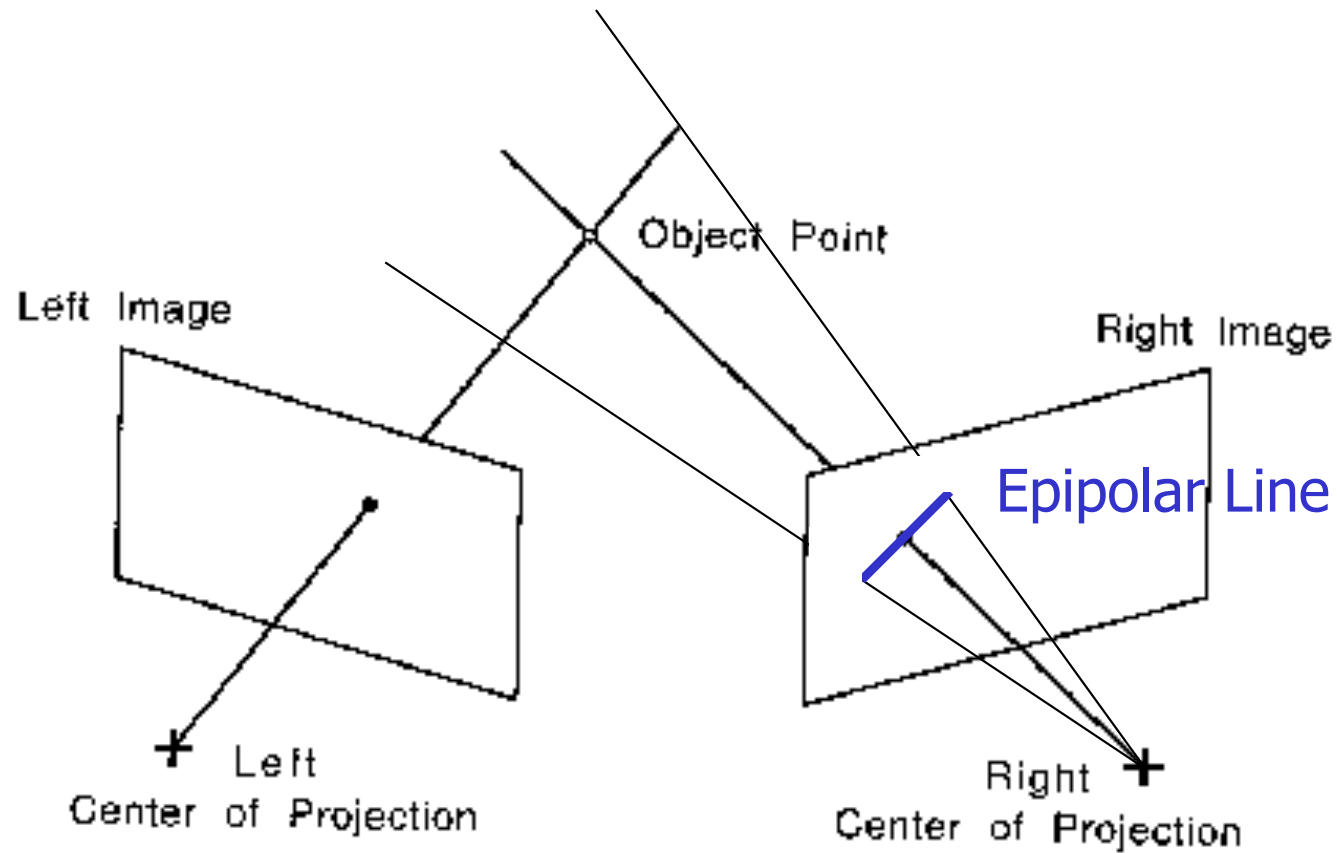 Object Point
Left Image
Right Image
Epipolar Line
Left
Center of Projection
Right
Center of Projection